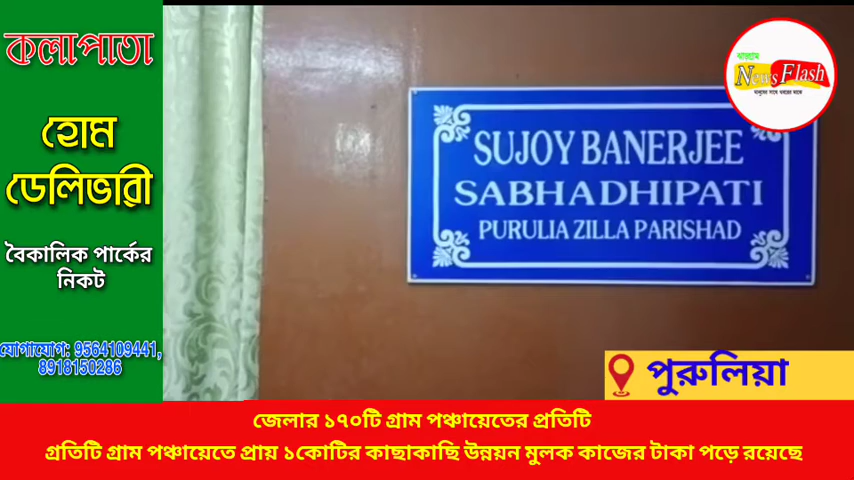 কলাপাতা
হোম
ডেলিভারী
বৈকালিক পার্কের
নিকট
যোগাযোগ: 9564109441,
8918150286
SUJOY BANERJEE
SABHADHIPATI
PURULIA ZILLA PARISHAD
News Flash
পুরুলিয়া
জেলার ১৭০টি গ্রাম পঞ্চায়েতের প্রতিটি
গ্রতিটি গ্রাম পঞ্চায়েতে প্রায় ১কোটির কাছাকাছি উন্নয়ন মুলক কাজের টাকা পড়ে রয়েছে